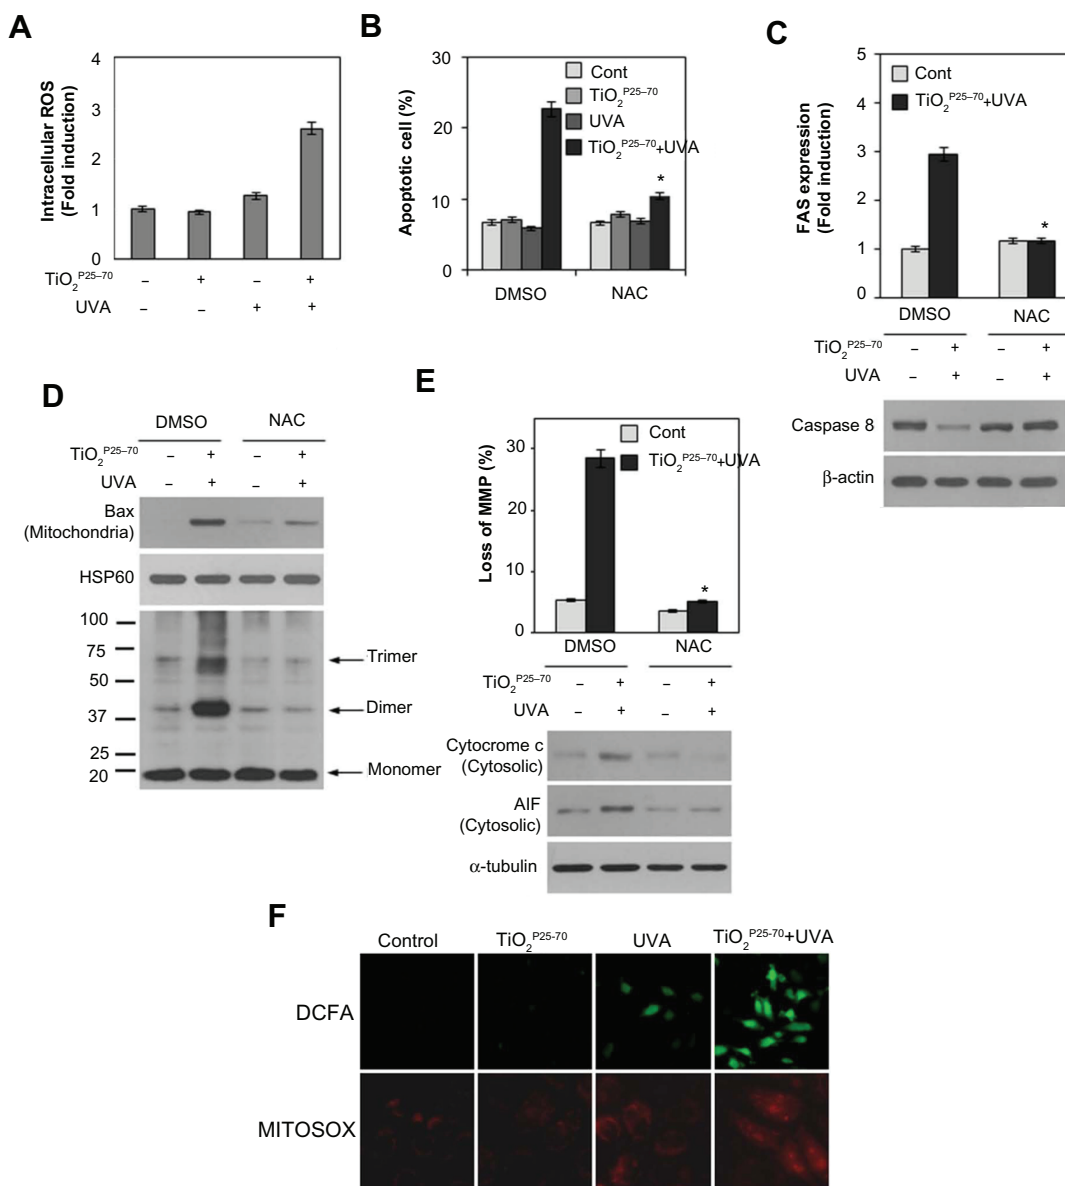 A
Intracellular ROS
(Fold induction)
4
3
2
1
0
TiO2P25–70 – + – +
UVA – – + +
B
Apoptotic cell (%)
30
20
10
0
Cont
TiO2P25–70
UVA
TiO2P25–70+UVA
*
DMSO NAC
C
FAS expression
(Fold induction)
5
4
3
2
1
0
Cont
TiO2P25–70+UVA
*
DMSO NAC
TiO2P25–70 – + – +
UVA – + – +
Caspase 8
β-actin
D
DMSO NAC
TiO2P25–70 – + – +
UVA – + – +
Bax
(Mitochondria)
HSP60
100
75
50
37
25
20
Trimer
Dimer
Monomer
E
Loss of MMP (%)
30
20
10
0
Cont
TiO2P25–70+UVA
*
DMSO NAC
TiO2P25–70 – + – +
UVA – + – +
Cytocrome c
(Cytosolic)
AIF
(Cytosolic)
α-tubulin
F
Control TiO2P25-70 UVA TiO2P25-70+UVA
DCFA
MITOSOX